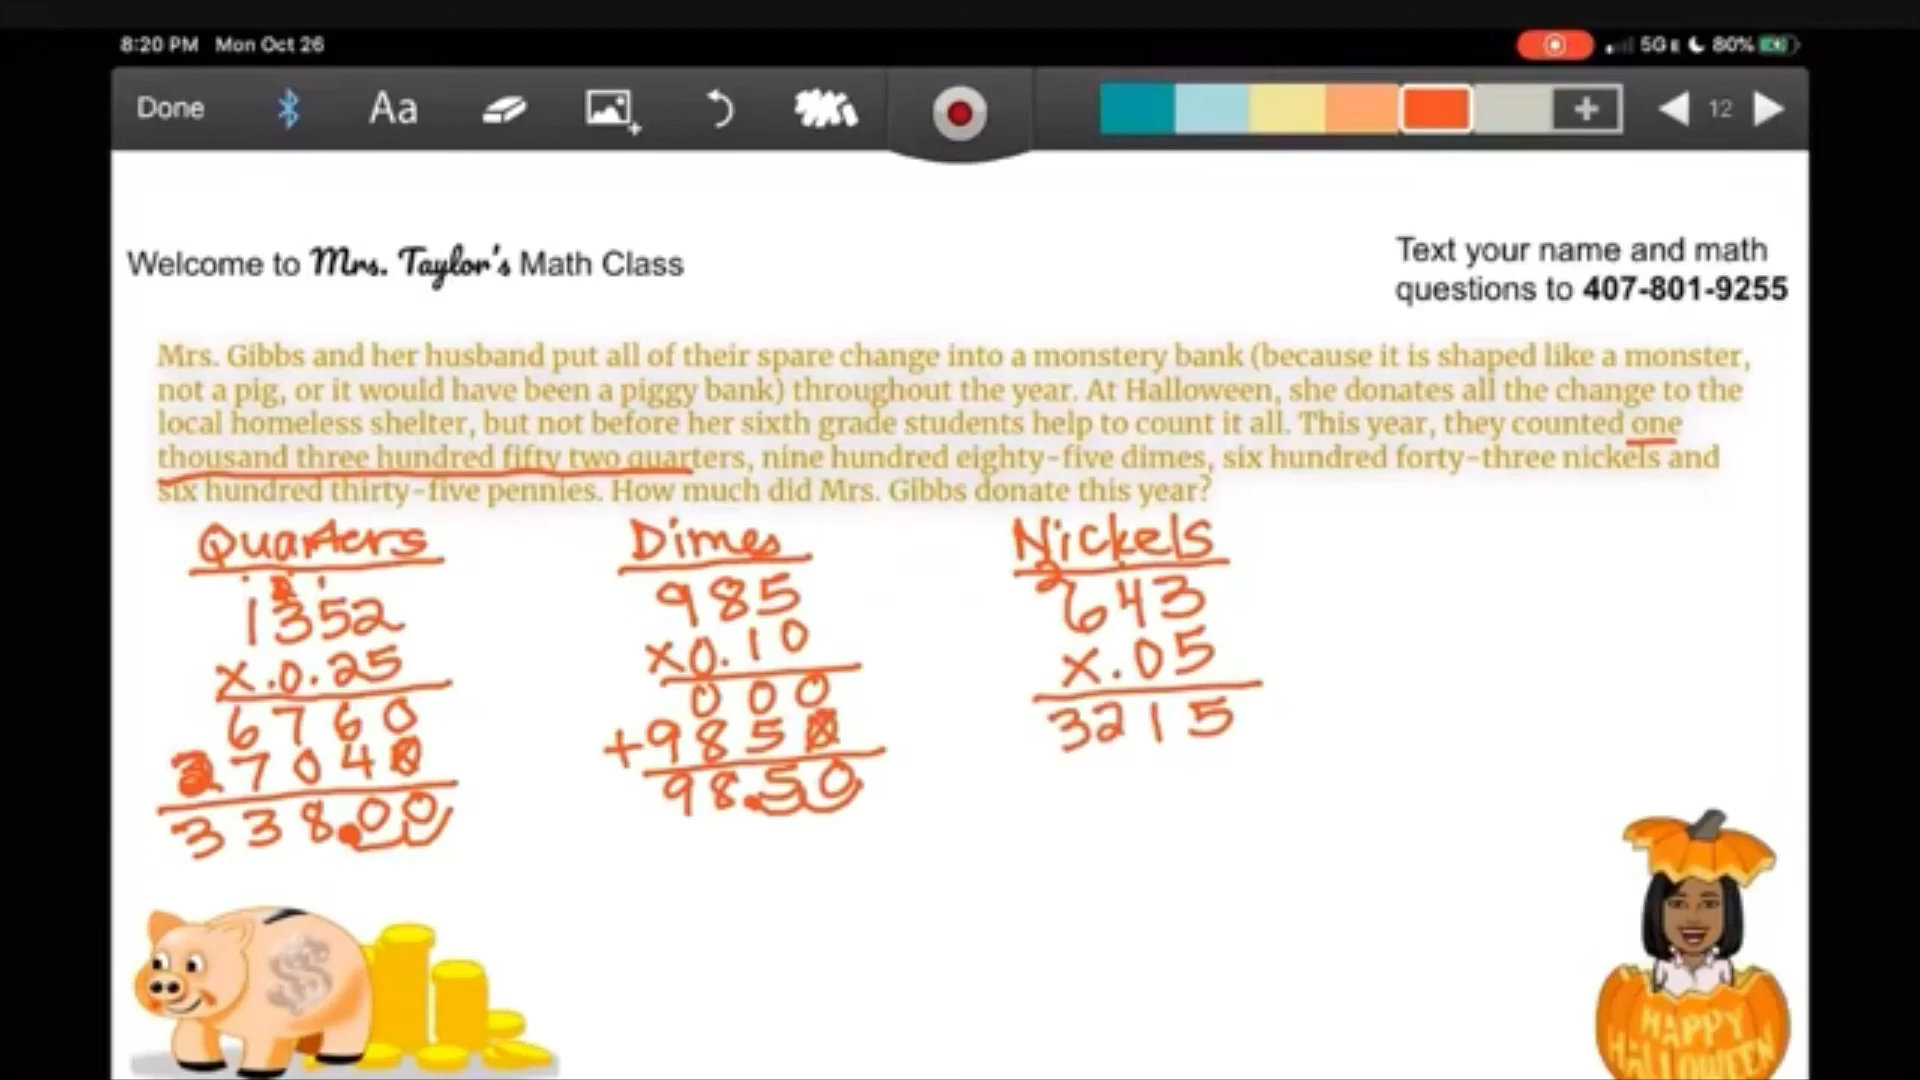 8:20 PM Mon Oct 26
5G E 80%
Done
Aa
12
Welcome to Mrs. Taylor's Math Class
Text your name and math
questions to 407-801-9255
Mrs. Gibbs and her husband put all of their spare change into a monstery bank (because it is shaped like a monster,
not a pig, or it would have been a piggy bank) throughout the year. At Halloween, she donates all the change to the
local homeless shelter, but not before her sixth grade students help to count it all. This year, they counted one
thousand three hundred fifty two quarters, nine hundred eighty-five dimes, six hundred forty-three nickels and
six hundred thirty-five pennies. How much did Mrs. Gibbs donate this year?
Quarters
1352
x.0.25
6760
27040
338.00
Dimes
985
x0.10
000
+9850
98.50
Nickels
2
643
x.05
3215
$$
HAPPY
HALLOWEEN